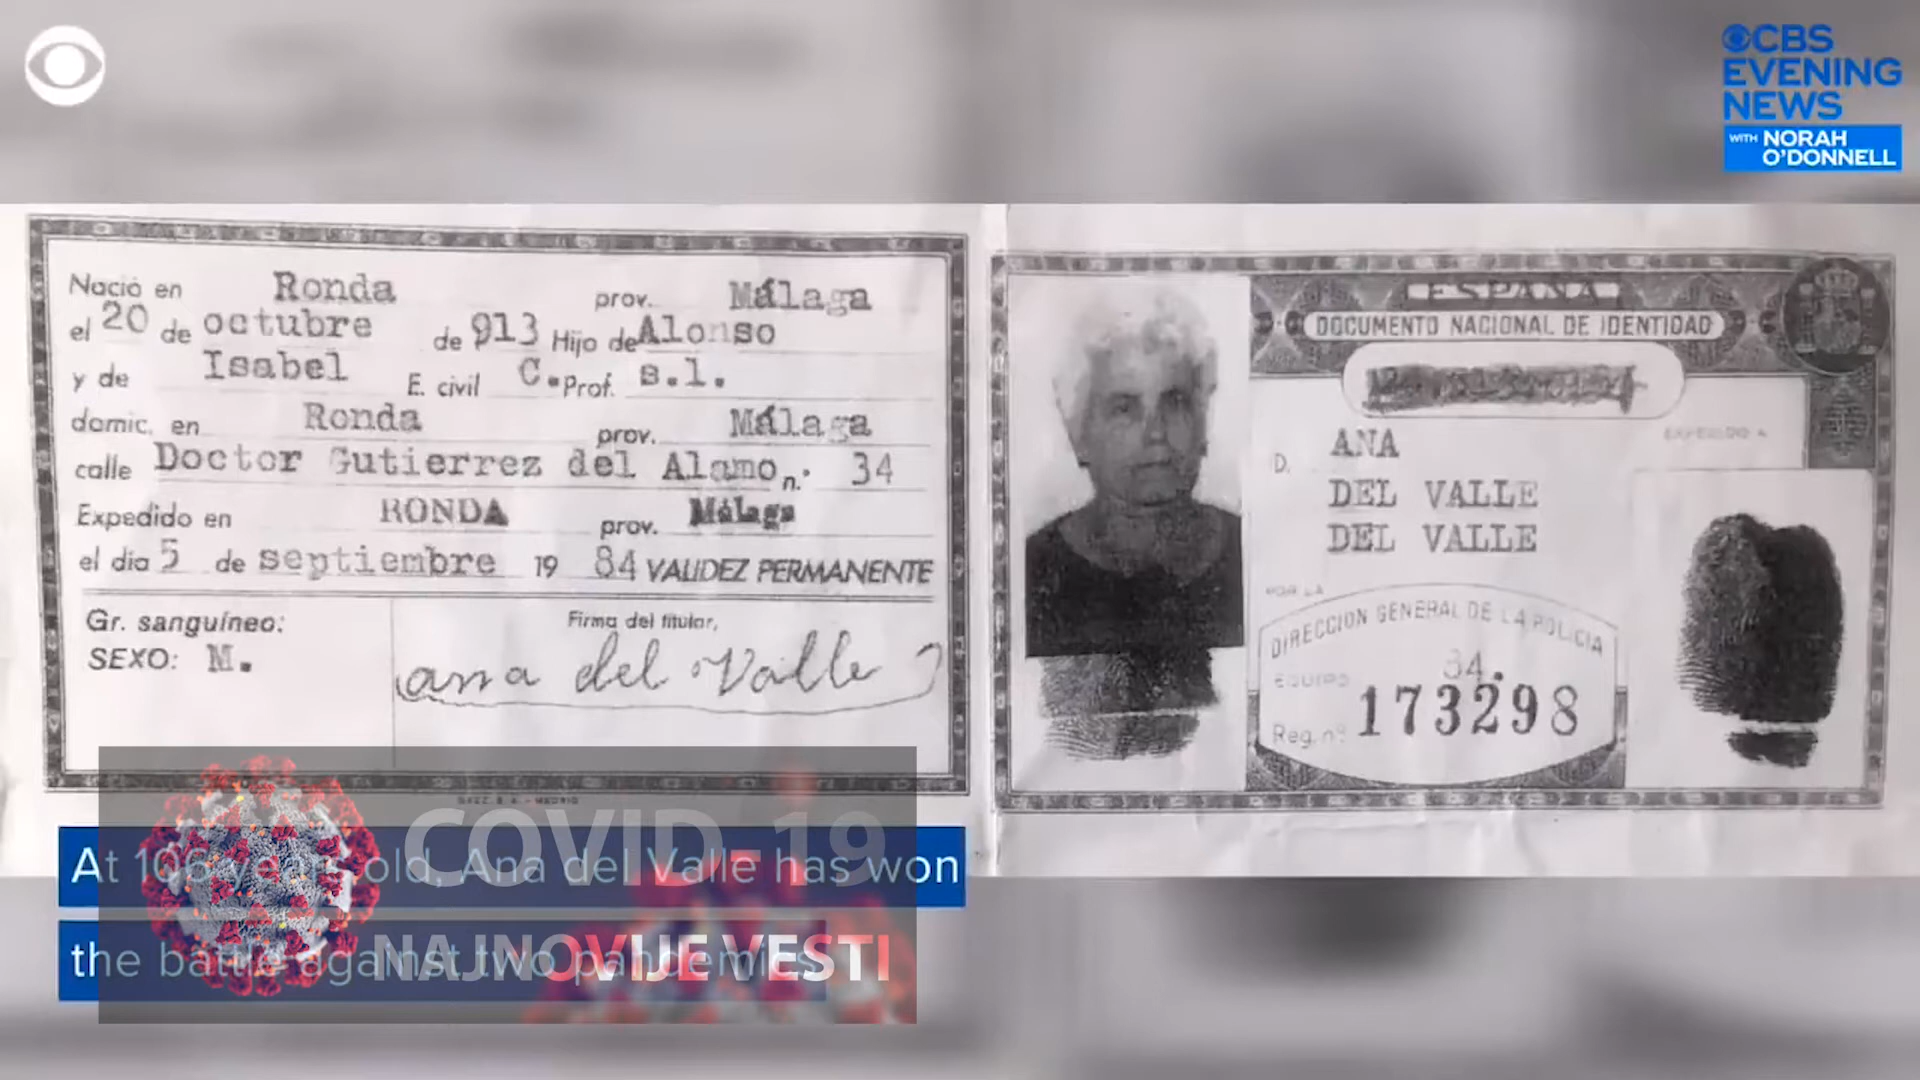 CBS
EVENING
NEWS
WITH NORAH
O'DONNELL
Nació en Ronda prov. Málaga
el 20 de octubre de 913 Hijo de Alonso
y de Isabel E. civil C. Prof. s.l.
domic. en Ronda prov. Málaga
calle Doctor Gutierrez del Alamo n.º 34
Expedido en RONDA prov. Málaga
el dia 5 de septiembre 19 84 VALIDEZ PERMANENTE
Gr. sanguíneo:
SEXO: M.
Firma del titular,
ana del Valle
ESPAÑA
DOCUMENTO NACIONAL DE IDENTIDAD
EXPEDIDO A
D. ANA
DEL VALLE
DEL VALLE
POR LA
DIRECCION GENERAL DE LA POLICIA
EQUIPO 34.
Reg. nº 173298
At 106 years old, Ana del Valle has won
the battle against two pandemics
COVID-19
NAJNOVIJE VESTI